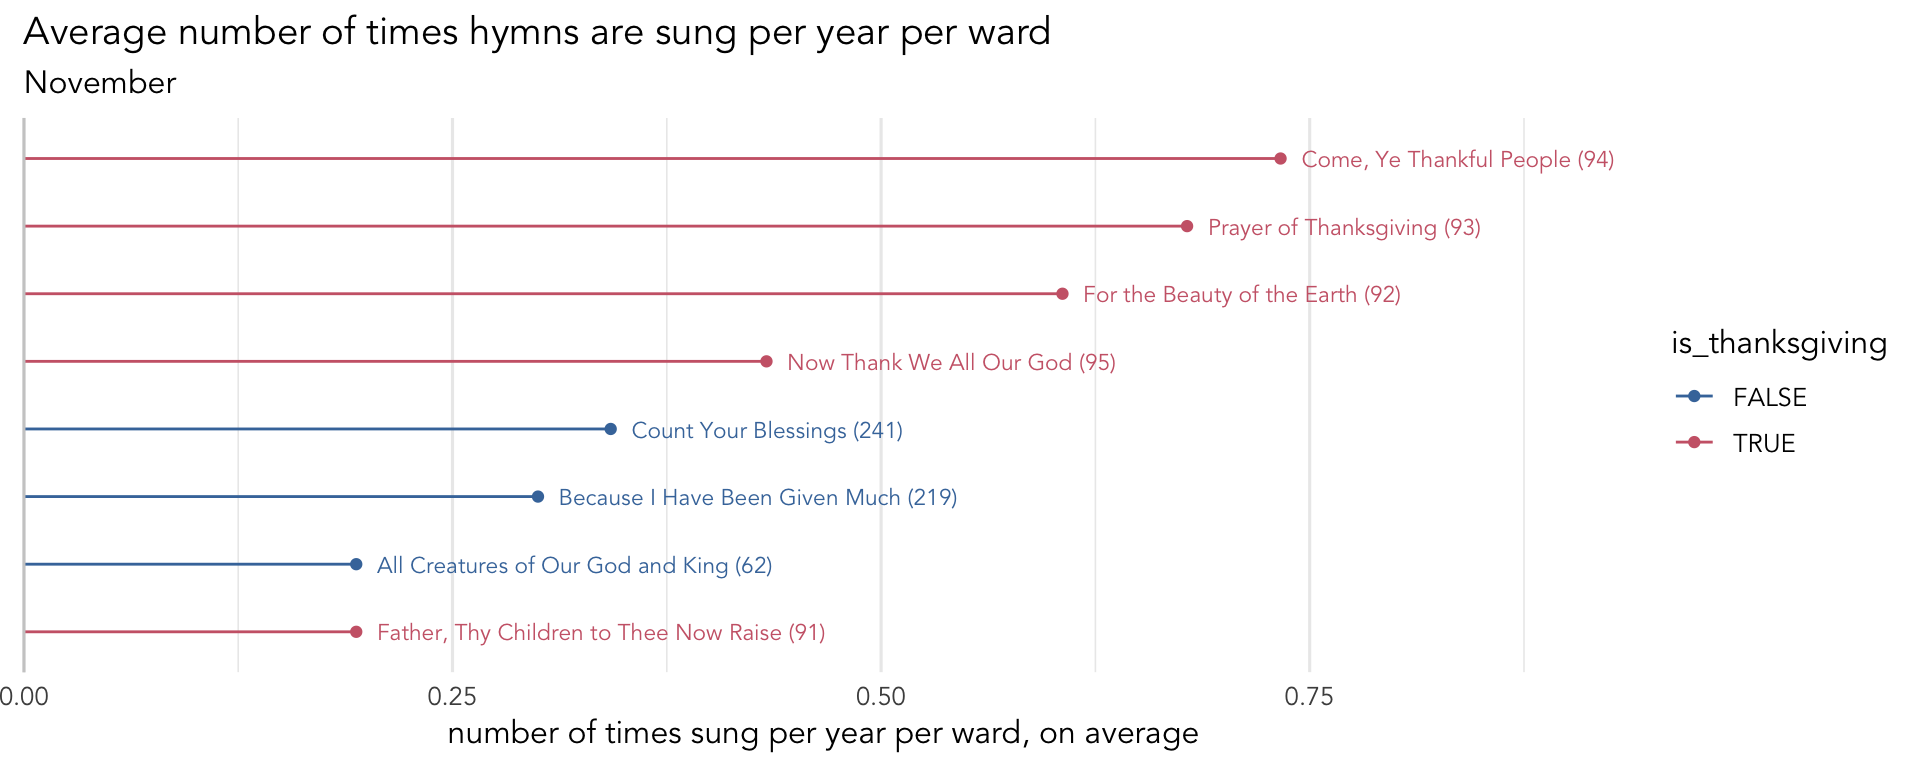 Average number of times hymns are sung per year per ward
November
Come, Ye Thankful People (94)
Prayer of Thanksgiving (93)
For the Beauty of the Earth (92)
Now Thank We All Our God (95)
Count Your Blessings (241)
Because I Have Been Given Much (219)
All Creatures of Our God and King (62)
Father, Thy Children to Thee Now Raise (91)
0.00 0.25 0.50 0.75
number of times sung per year per ward, on average
is_thanksgiving
FALSE
TRUE